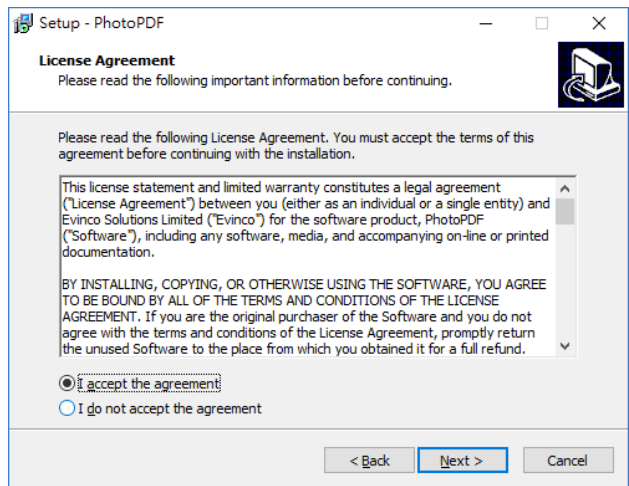 Setup - PhotoPDF
License Agreement
Please read the following important information before continuing.
Please read the following License Agreement. You must accept the terms of this
agreement before continuing with the installation.
This license statement and limited warranty constitutes a legal agreement
("License Agreement") between you (either as an individual or a single entity) and
Evinco Solutions Limited ("Evinco") for the software product, PhotoPDF
("Software"), including any software, media, and accompanying on-line or printed
documentation.
BY INSTALLING, COPYING, OR OTHERWISE USING THE SOFTWARE, YOU AGREE
TO BE BOUND BY ALL OF THE TERMS AND CONDITIONS OF THE LICENSE
AGREEMENT. If you are the original purchaser of the Software and you do not
agree with the terms and conditions of the License Agreement, promptly return
the unused Software to the place from which you obtained it for a full refund.
I accept the agreement
I do not accept the agreement
< Back Next > Cancel